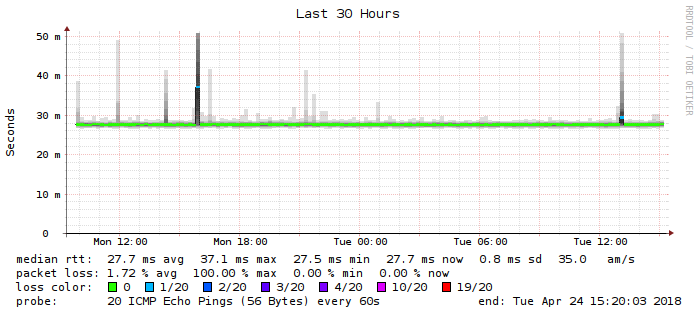 Last 30 Hours
RRDTOOL / TOBI OETIKER
Seconds
50 m
40 m
30 m
20 m
10 m
0
Mon 12:00 Mon 18:00 Tue 00:00 Tue 06:00 Tue 12:00
median rtt: 27.7 ms avg 37.1 ms max 27.5 ms min 27.7 ms now 0.8 ms sd 35.0 am/s
packet loss: 1.72 % avg 100.00 % max 0.00 % min 0.00 % now
loss color: 0 1/20 2/20 3/20 4/20 10/20 19/20
probe: 20 ICMP Echo Pings (56 Bytes) every 60s end: Tue Apr 24 15:20:03 2018